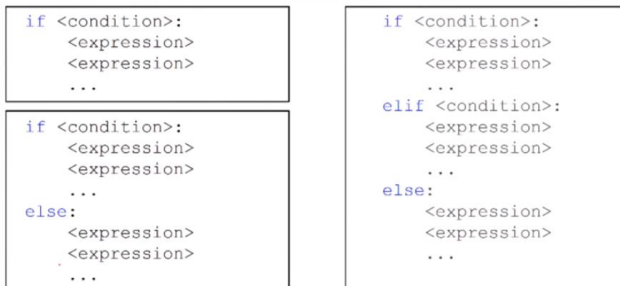 if <condition>:
    <expression>
    <expression>
    ...
if <condition>:
    <expression>
    <expression>
    ...
else:
    <expression>
    <expression>
    ...
if <condition>:
    <expression>
    <expression>
    ...
elif <condition>:
    <expression>
    <expression>
    ...
else:
    <expression>
    <expression>
    ...